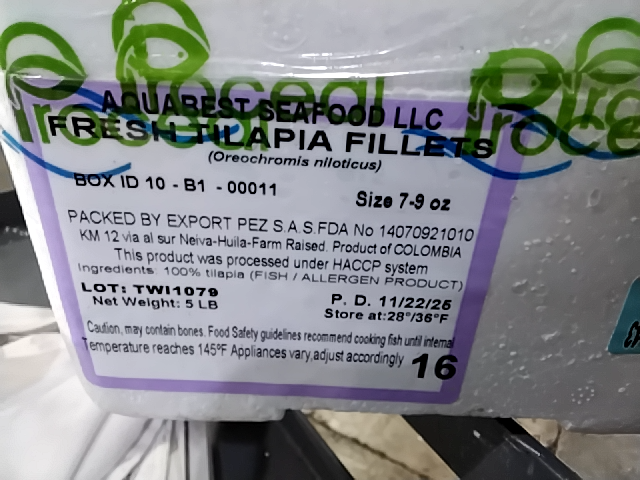 Proceal
Proceal
AQUABEST SEAFOOD LLC
FRESH TILAPIA FILLETS
(Oreochromis niloticus)
BOX ID 10 - B1 - 00011
Size 7-9 oz
PACKED BY EXPORT PEZ S.A.S.FDA No 14070921010
KM 12 via al sur Neiva-Huila-Farm Raised. Product of COLOMBIA
This product was processed under HACCP system
Ingredients: 100% tilapia (FISH / ALLERGEN PRODUCT)
LOT: TWI1079
P. D. 11/22/25
Net Weight: 5 LB
Store at:28°/36°F
Caution, may contain bones. Food Safety guidelines recommend cooking fish until internal
Temperature reaches 145°F Appliances vary,adjust accordingly
16